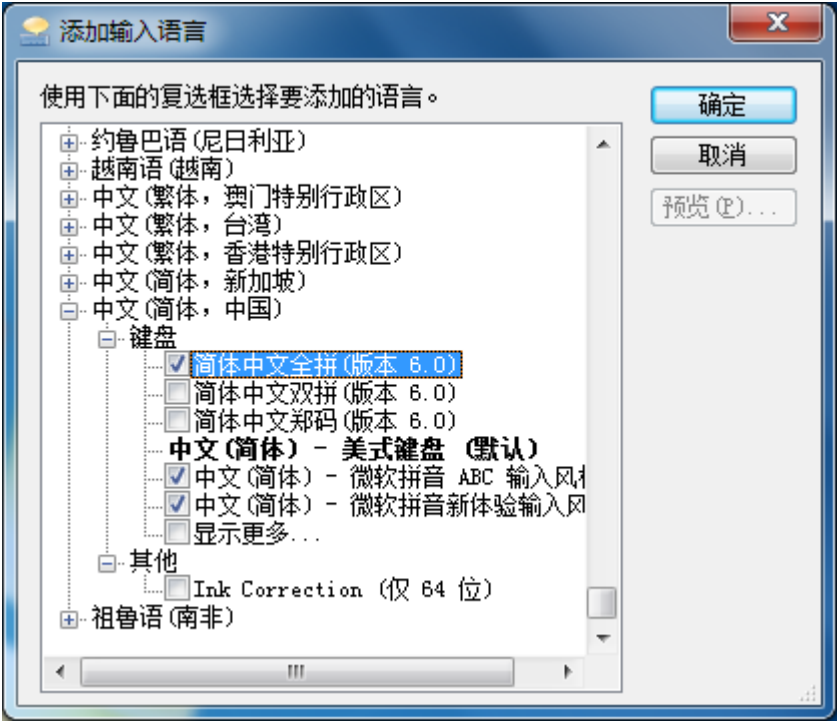 添加输入语言
使用下面的复选框选择要添加的语言。
确定
取消
预览(P)...
约鲁巴语(尼日利亚)
越南语(越南)
中文(繁体，澳门特别行政区)
中文(繁体，台湾)
中文(繁体，香港特别行政区)
中文(简体，新加坡)
中文(简体，中国)
键盘
简体中文全拼(版本 6.0)
简体中文双拼(版本 6.0)
简体中文郑码(版本 6.0)
中文(简体) - 美式键盘 (默认)
中文(简体) - 微软拼音 ABC 输入风
中文(简体) - 微软拼音新体验输入风
显示更多...
其他
Ink Correction (仅 64 位)
祖鲁语(南非)